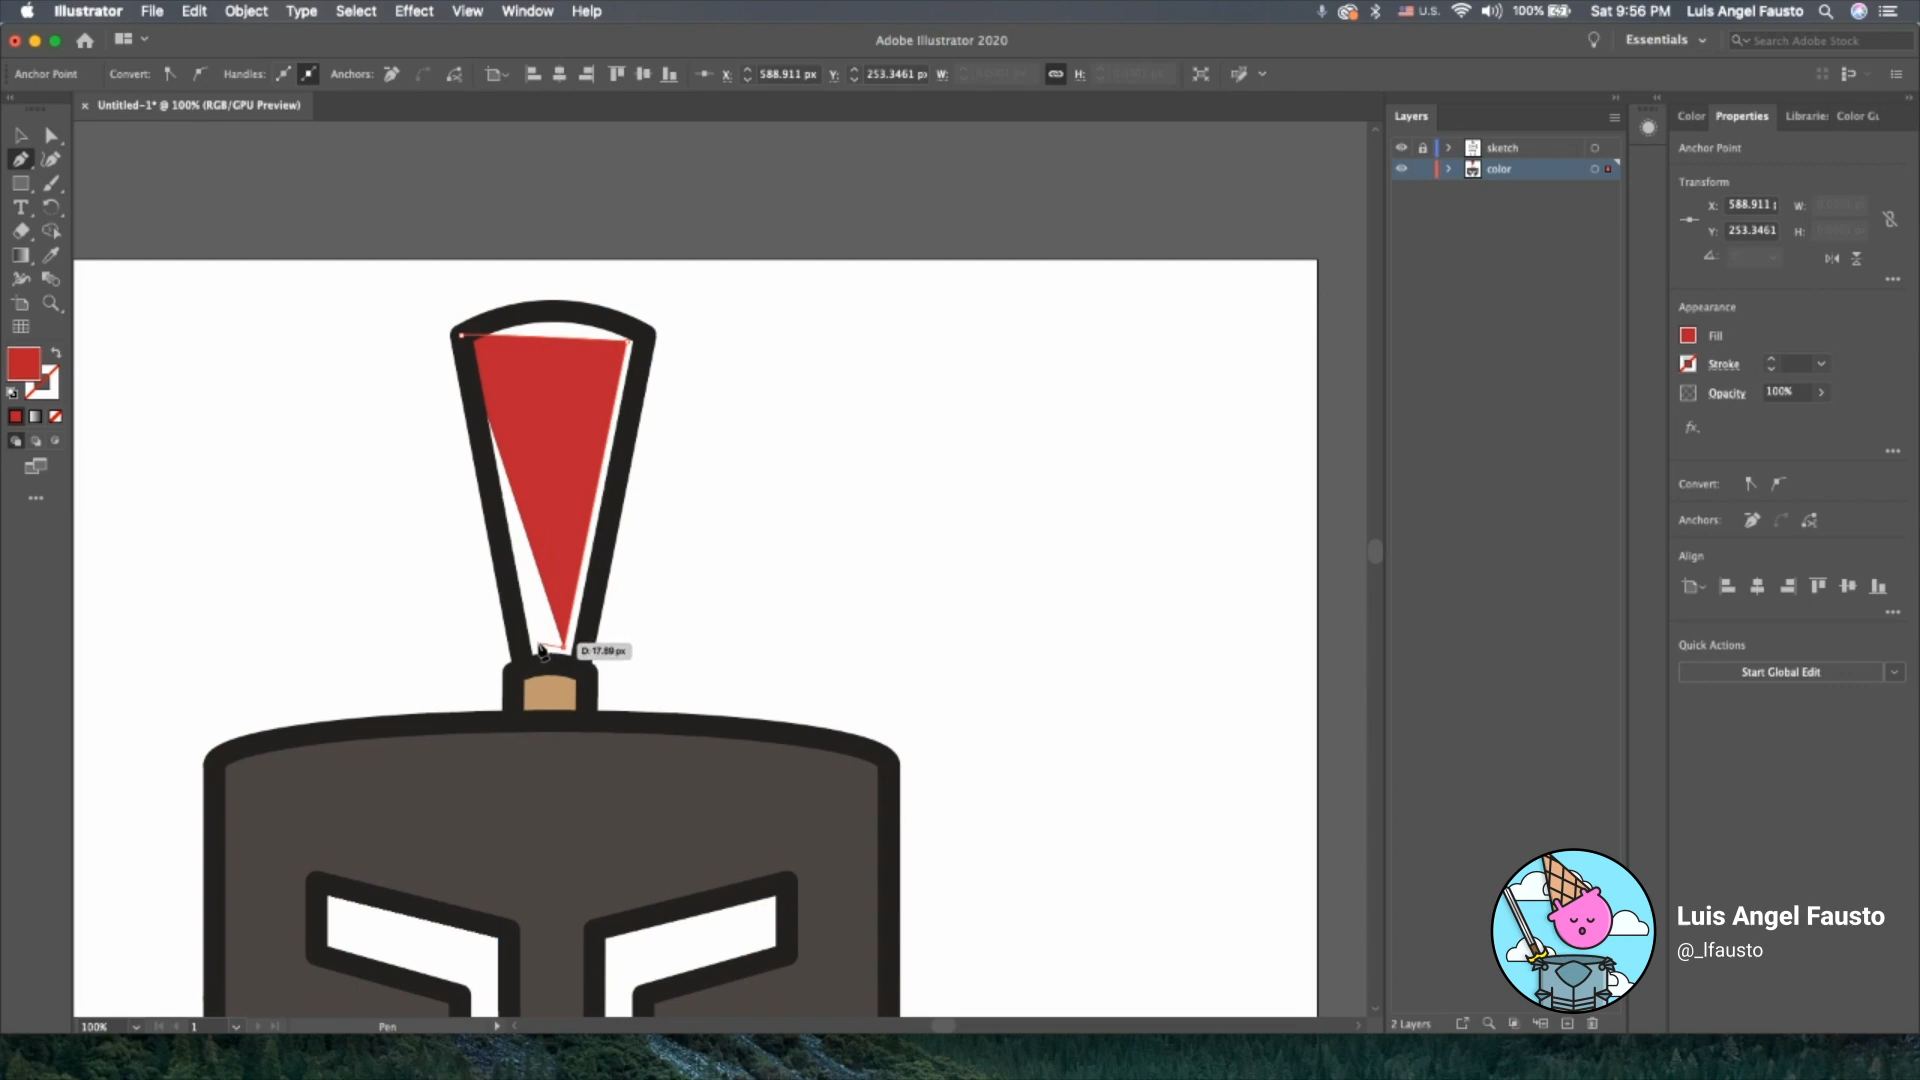 Illustrator File Edit Object Type Select Effect View Window Help
U.S. 100% Sat 9:56 PM Luis Angel Fausto
Adobe Illustrator 2020
Essentials
Search Adobe Stock
Anchor Point Convert: Handles: Anchors: X: 588.911 px Y: 253.3461 px W: H:
Untitled-1* @ 100% (RGB/GPU Preview)
Layers
sketch
color
Color Properties Libraries Color Gu
Anchor Point
Transform
X: 588.911 W:
Y: 253.3461 H:
Appearance
Fill
Stroke
Opacity 100%
fx.
Convert:
Anchors:
Align
Quick Actions
Start Global Edit
D: 17.89 px
Luis Angel Fausto
@_lfausto
100% 1 Pen
2 Layers